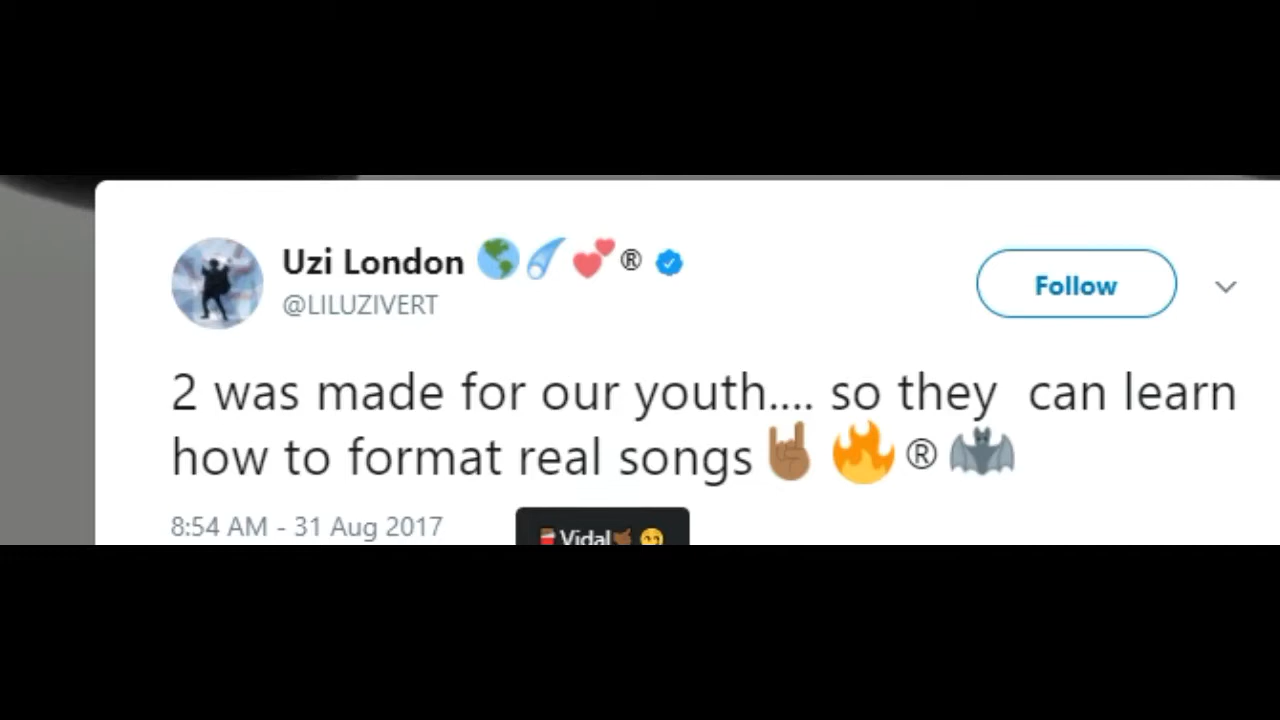 Uzi London 🌎☄️💕® 
@LILUZIVERT
Follow
2 was made for our youth.... so they  can learn
how to format real songs🤘🏾 🔥 ® 🦇
8:54 AM - 31 Aug 2017
Vidal